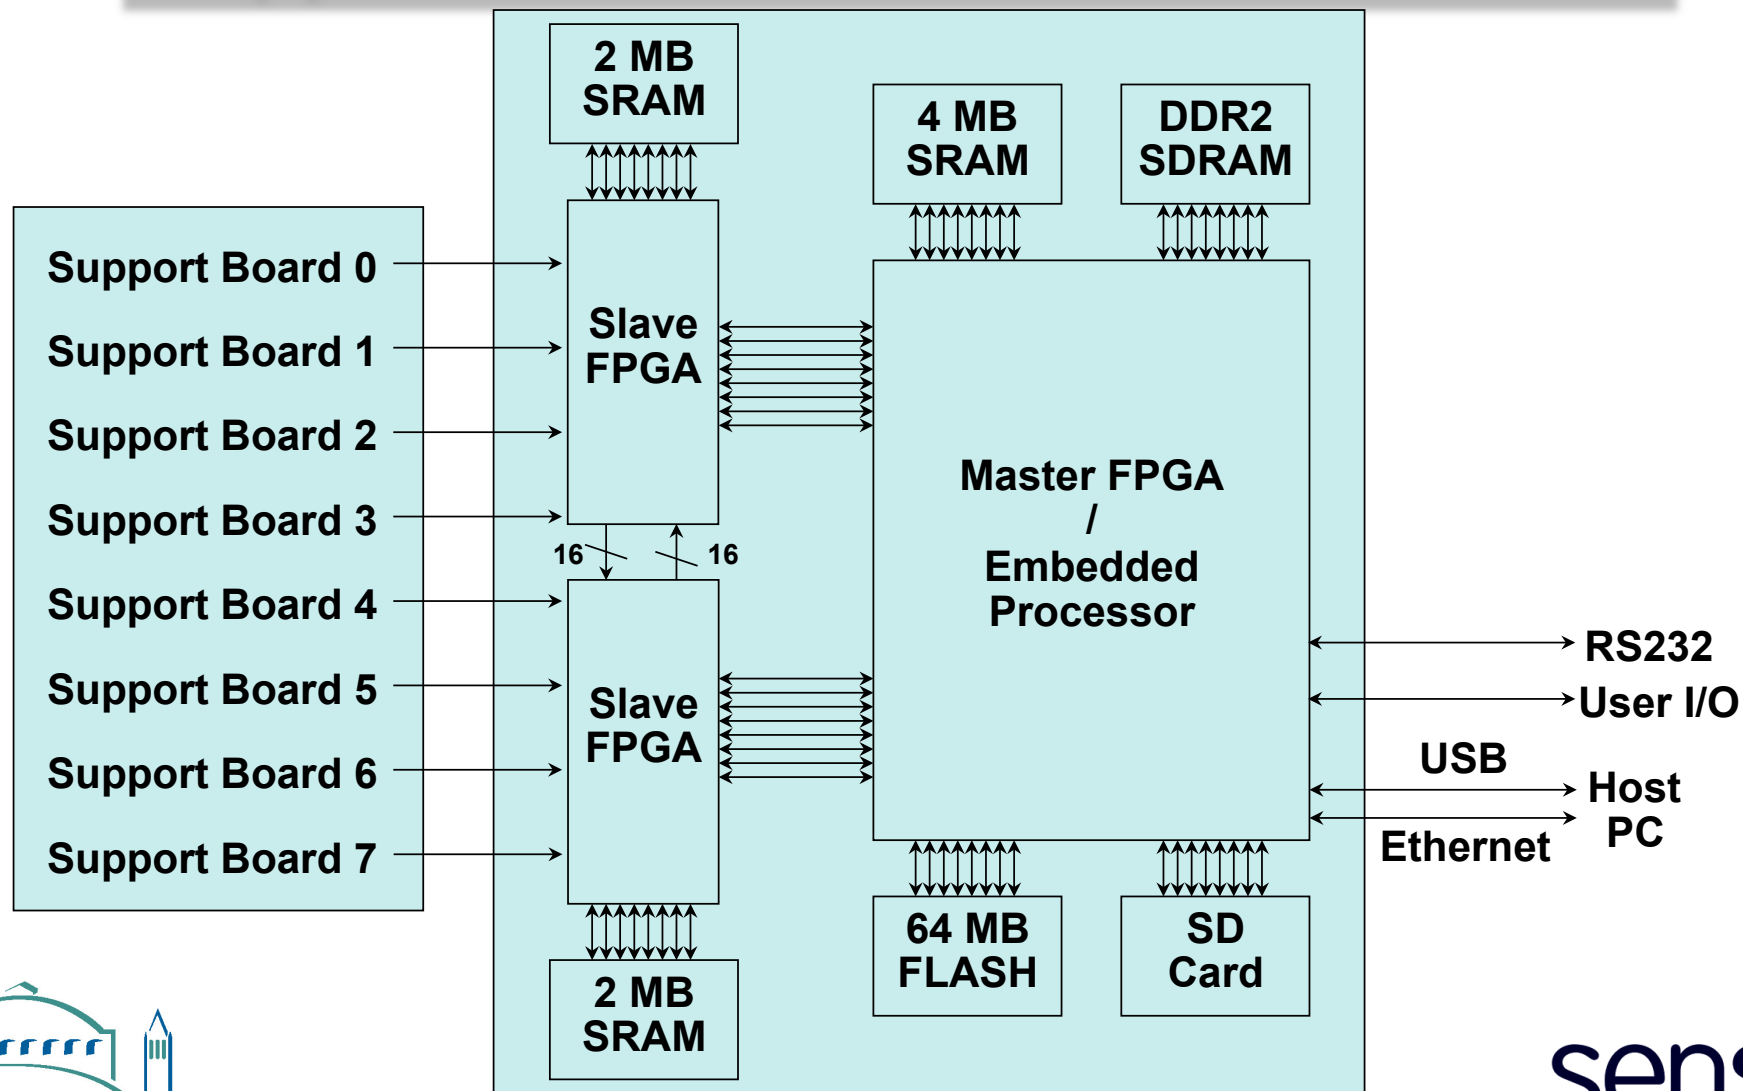 2 MB
SRAM
4 MB
SRAM
DDR2
SDRAM
Support Board 0
Support Board 1
Support Board 2
Support Board 3
Support Board 4
Support Board 5
Support Board 6
Support Board 7
Slave
FPGA
16
16
Slave
FPGA
Master FPGA
/
Embedded
Processor
RS232
User I/O
USB
Host
PC
Ethernet
2 MB
SRAM
64 MB
FLASH
SD
Card